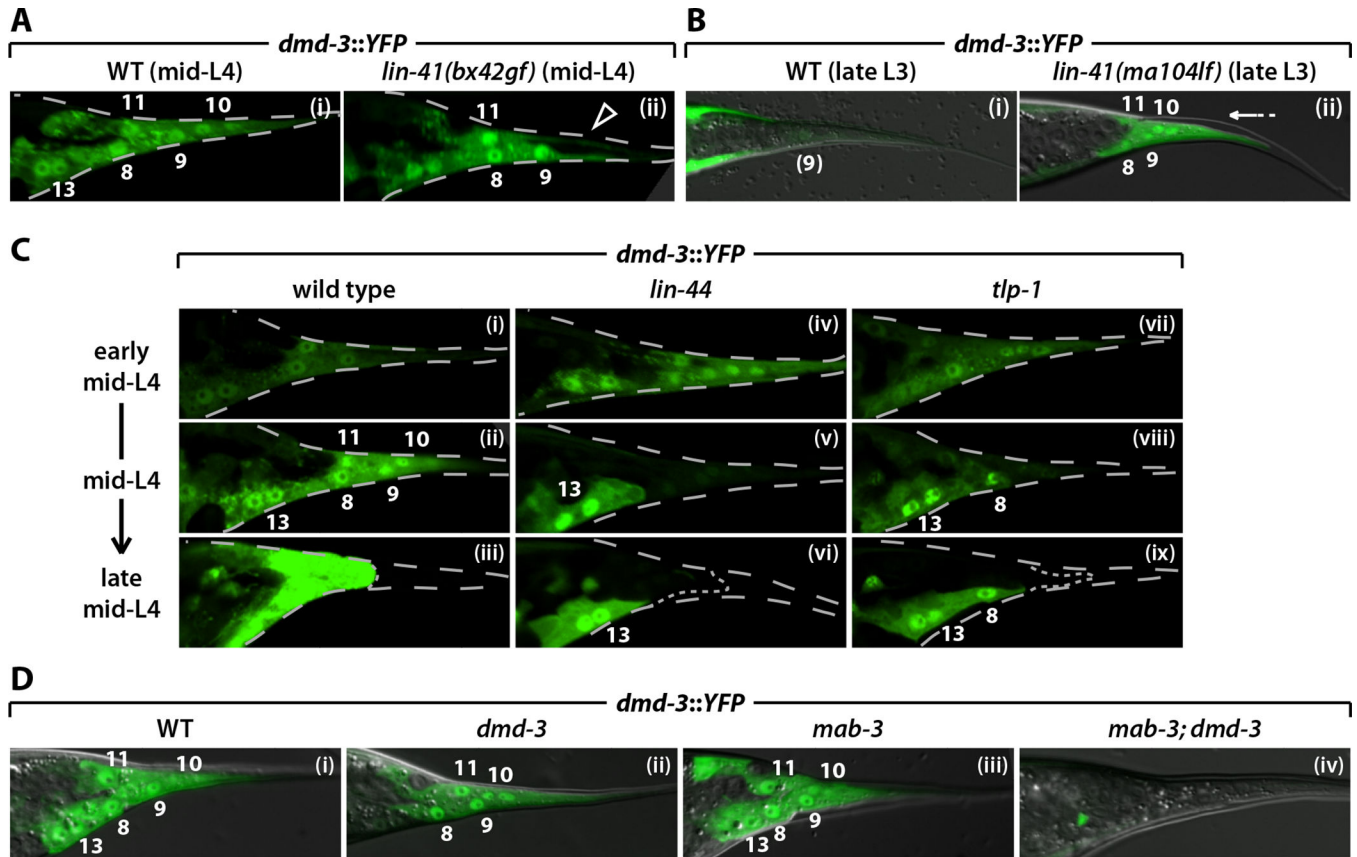 A
dmd-3::YFP
WT (mid-L4)
lin-41(bx42gf) (mid-L4)
11
10
(i)
13
8
9
11
(ii)
8
9
B
dmd-3::YFP
WT (late L3)
lin-41(ma104lf) (late L3)
(i)
(9)
11
10
(ii)
8
9
C
dmd-3::YFP
wild type
lin-44
tlp-1
early
mid-L4
(i)
(iv)
(vii)
mid-L4
11
10
(ii)
13
8
9
13
(v)
(viii)
13
8
late
mid-L4
(iii)
(vi)
13
(ix)
13
8
D
dmd-3::YFP
WT
dmd-3
mab-3
mab-3; dmd-3
11
10
(i)
13
8
9
11
10
(ii)
8
9
11
10
(iii)
13
8
9
(iv)